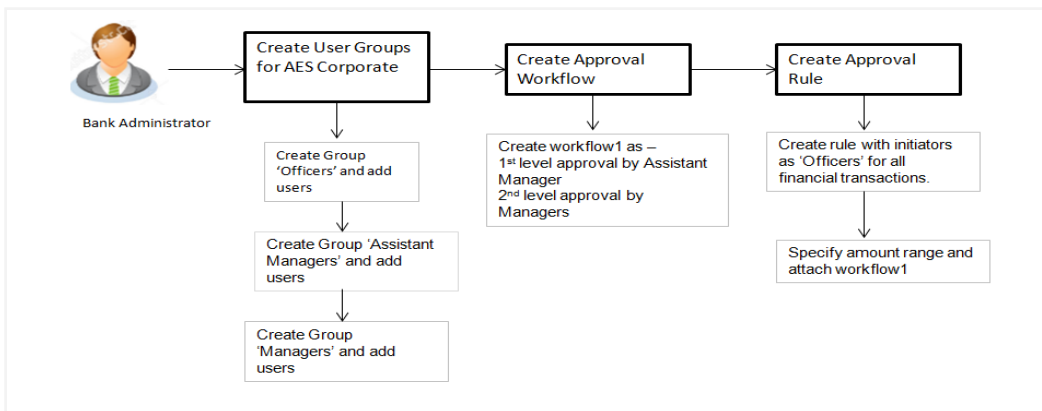 Bank Administrator
Create User Groups
for AES Corporate
Create Group
‘Officers’ and add
users
Create Group ‘Assistant
Managers’ and add
users
Create Group
‘Managers’ and add
users
Create Approval
Workflow
Create workflow1 as –
1st level approval by Assistant
Manager
2nd level approval by
Managers
Create Approval
Rule
Create rule with initiators
as ‘Officers’ for all
financial transactions.
Specify amount range and
attach workflow1